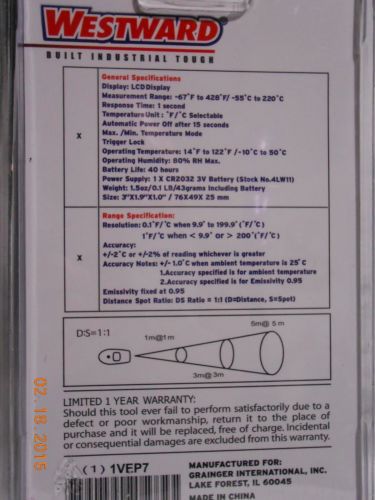 WESTWARD
BUILT INDUSTRIAL TOUGH
General Specifications
Display: LCD Display
Measurement Range: -67°F to 428°F/ -55°C to 220°C
Response Time: 1 second
Temperature Unit : °F/°C Selectable
Automatic Power Off after 15 seconds
Max. /Min. Temperature Mode
Trigger Lock
X
Operating Temperature: 14°F to 122°F /-10°C to 50°C
Operating Humidity: 80% RH Max.
Battery Life: 40 hours
Power Supply: 1 X CR2032 3V Battery (Stock No.4LW11)
Weight: 1.5oz/0.1 Lb/43grams including Battery
Size: 3"X1.9"X1.0" / 76X49X 25 mm
Range Specification:
Resolution: 0.1°F/°C when 9.9~199.9°(°F/°C)
1°F/°C when < 9.9° or > 200°(°F/°C)
Accuracy:
+/-2°C or +/-2% of reading whichever is greater
X
Accuracy Notes: +/- 1.0°C when ambient temperature is 25°C
1.Accuracy specified is for ambient temperature
2.Accuracy specified is for Emissivity 0.95
Emissivity fixed at 0.95
Distance Spot Ratio: DS Ratio = 1:1 (D=Distance, S=Spot)
D:S=1:1
5m@ 5 m
1m@1m
3m@ 3m
LIMITED 1 YEAR WARRANTY:
Should this tool ever fail to perform satisfactorily due to a
defect or poor workmanship, return it to the place of
purchase and it will be replaced, free of charge. Incidental
or consequential damages are excluded from this warranty.
(1) 1VEP7
MANUFACTURED FOR:
GRAINGER INTERNATIONAL, INC.
LAKE FOREST, IL 60045
MADE IN CHINA
02.18.2015